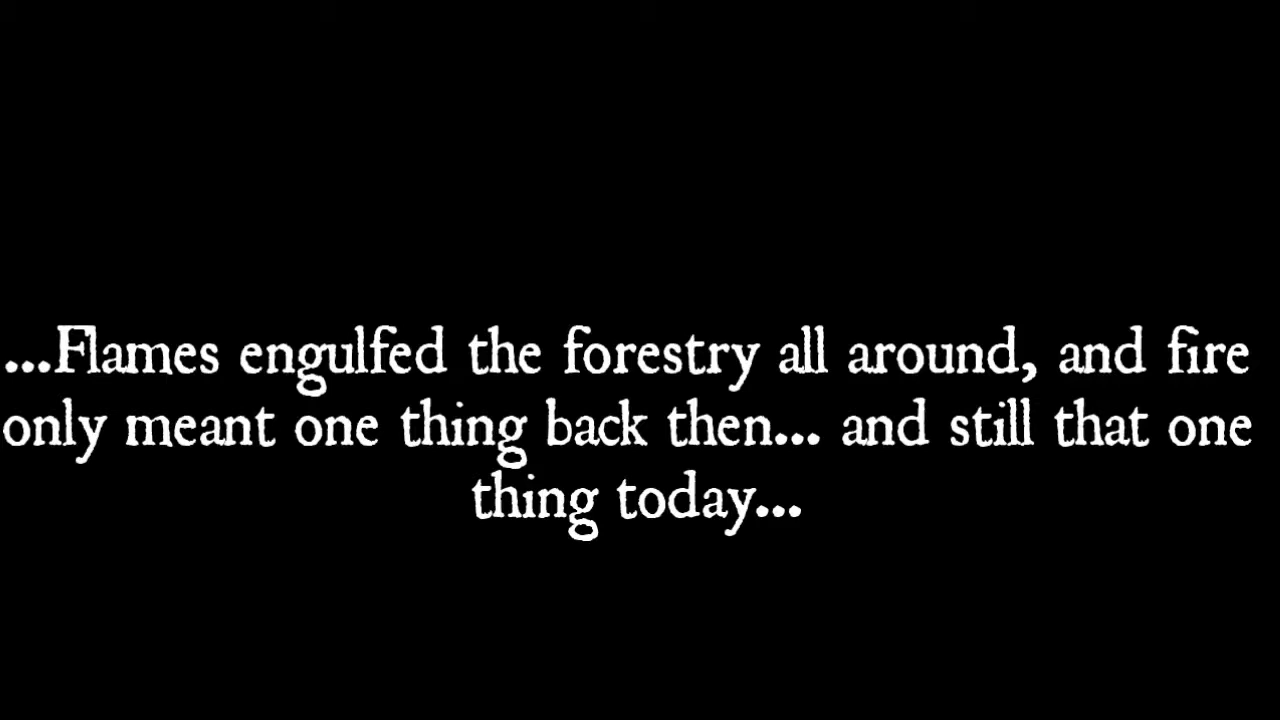 ...Flames engulfed the forestry all around, and fire
only meant one thing back then... and still that one
thing today...